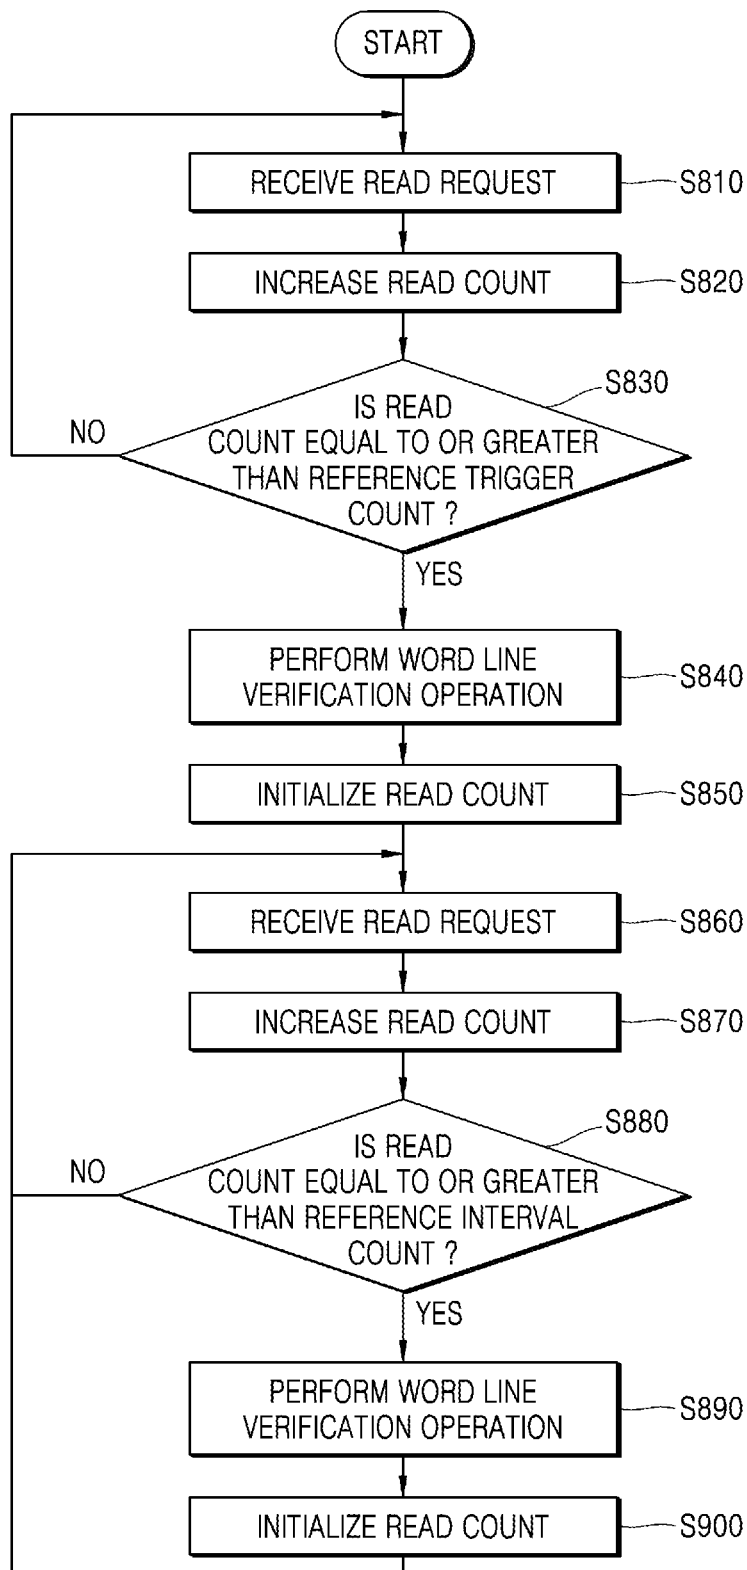 START
RECEIVE READ REQUEST
S810
INCREASE READ COUNT
S820
S830
IS READ
COUNT EQUAL TO OR GREATER
THAN REFERENCE TRIGGER
COUNT ?
NO
YES
PERFORM WORD LINE
VERIFICATION OPERATION
S840
INITIALIZE READ COUNT
S850
RECEIVE READ REQUEST
S860
INCREASE READ COUNT
S870
S880
IS READ
COUNT EQUAL TO OR GREATER
THAN REFERENCE INTERVAL
COUNT ?
NO
YES
PERFORM WORD LINE
VERIFICATION OPERATION
S890
INITIALIZE READ COUNT
S900